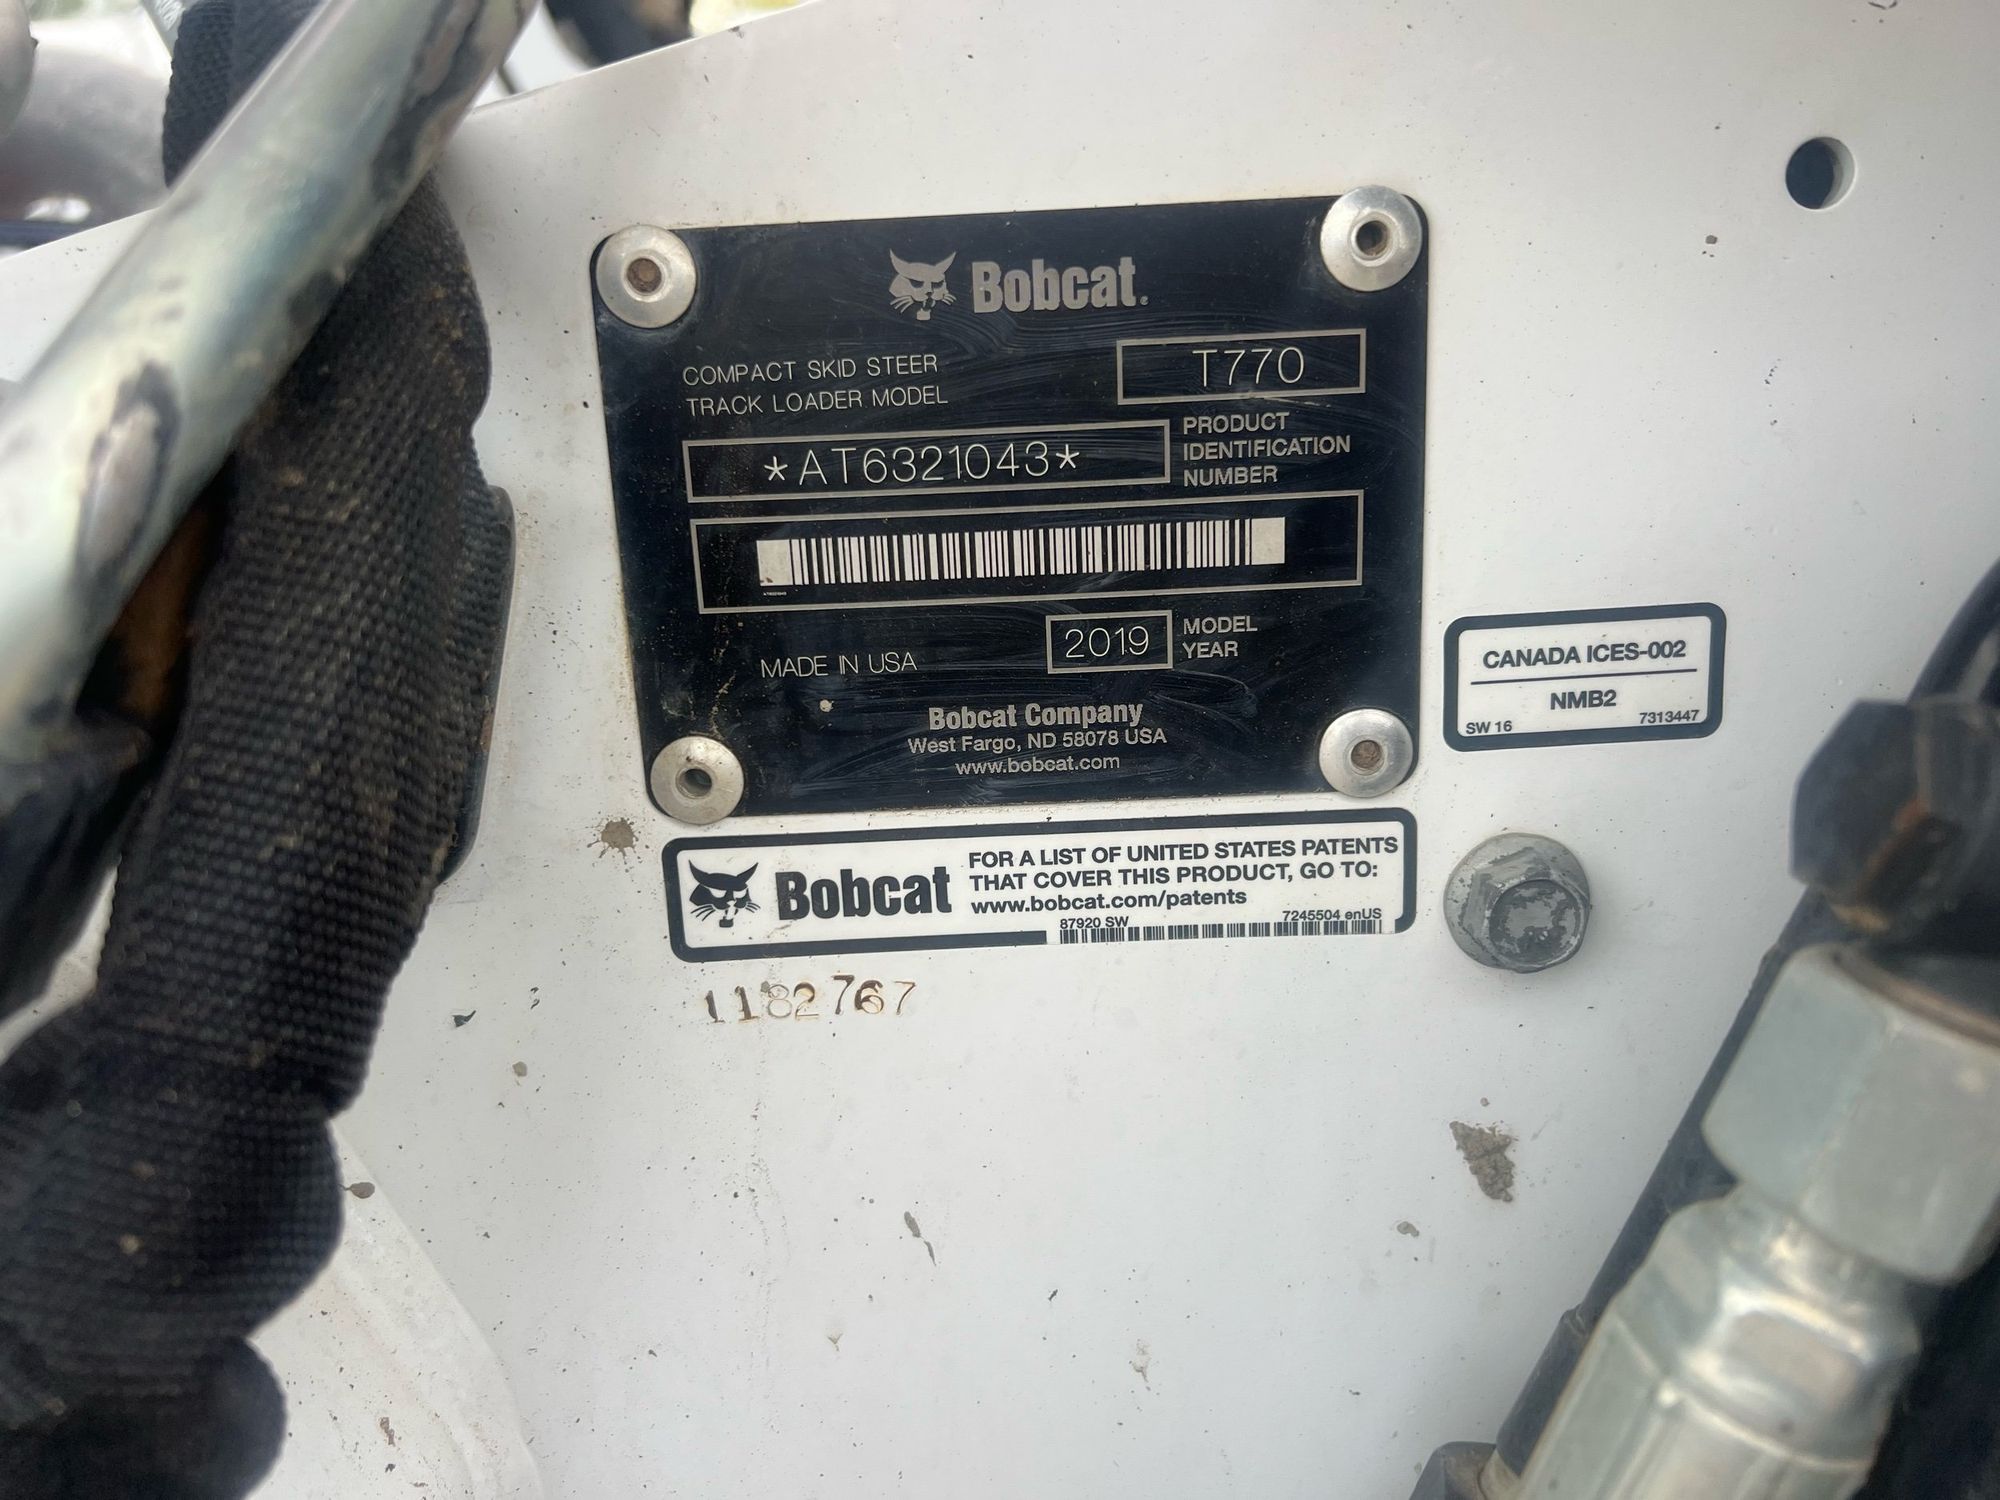 Bobcat.
COMPACT SKID STEER
TRACK LOADER MODEL
T770
*AT6321043*
PRODUCT
IDENTIFICATION
NUMBER
MADE IN USA
2019
MODEL
YEAR
Bobcat Company
West Fargo, ND 58078 USA
www.bobcat.com
CANADA ICES-002
NMB2
SW 16 7313447
Bobcat
FOR A LIST OF UNITED STATES PATENTS
THAT COVER THIS PRODUCT, GO TO:
www.bobcat.com/patents
87920 SW 7245504 enUS
1182767